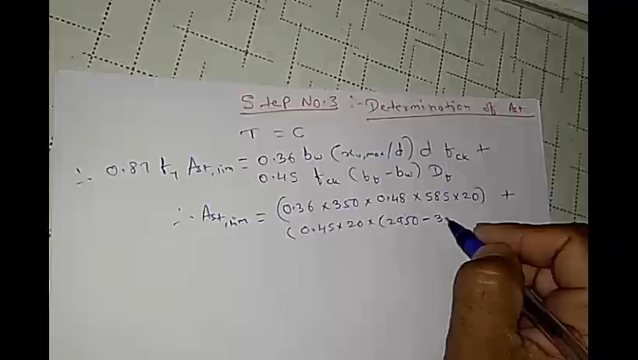 Step No.3 :- Determination of Ast
T = C
∴ 0.87 fy Ast,lim = 0.36 bw (xu,max/d) d fck +
0.45 fck (bf - bw) Df
∴ Ast,lim = (0.36 × 350 × 0.48 × 585 × 20) +
(0.45 × 20 × (2950 - 3